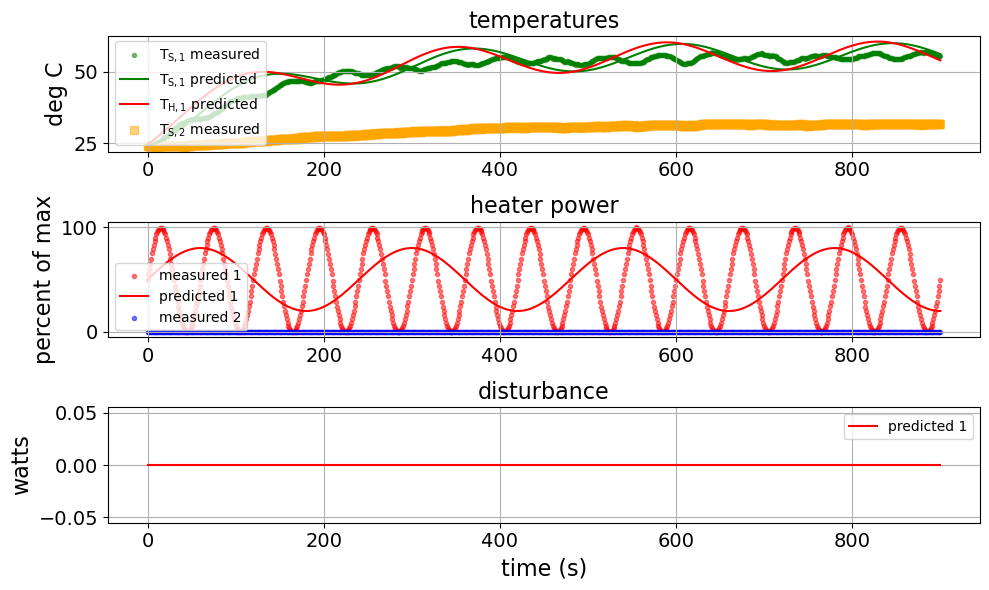 temperatures
deg C
50
25
T_S,1 measured
T_S,1 predicted
T_H,1 predicted
T_S,2 measured
0 200 400 600 800
heater power
percent of max
100
0
measured 1
predicted 1
measured 2
0 200 400 600 800
disturbance
watts
0.05
0.00
−0.05
predicted 1
0 200 400 600 800
time (s)